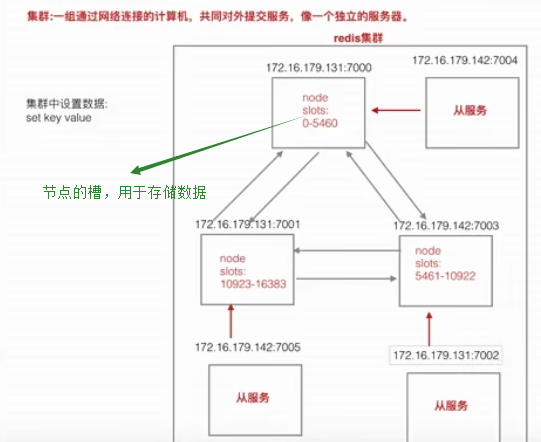 集群:一组通过网络连接的计算机，共同对外提交服务，像一个独立的服务器。
redis集群
172.16.179.131:7000
172.16.179.142:7004
node
slots:
0-5460
从服务
集群中设置数据:
set key value
节点的槽，用于存储数据
172.16.179.131:7001
172.16.179.142:7003
node
slots:
10923-16383
node
slots:
5461-10922
172.16.179.142:7005
172.16.179.131:7002
从服务
从服务